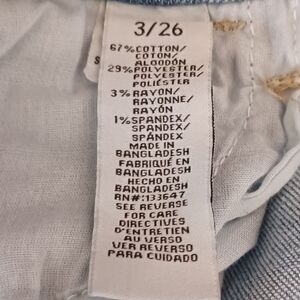 3/26
67% COTTON/
COTON/
ALGODÓN
29% POLYESTER/
POLYESTER/
POLIÉSTER
3% RAYON/
RAYONNE/
RAYÓN
1% SPANDEX/
SPANDEX/
SPANDEX
MADE IN
BANGLADESH
FABRIQUÉ EN
BANGLADESH
HECHO EN
BANGLADESH
RN#:133647
SEE REVERSE
FOR CARE
DIRECTIVES
D'ENTRETIEN
AU VERSO
VER REVERSO
PARA CUIDADO